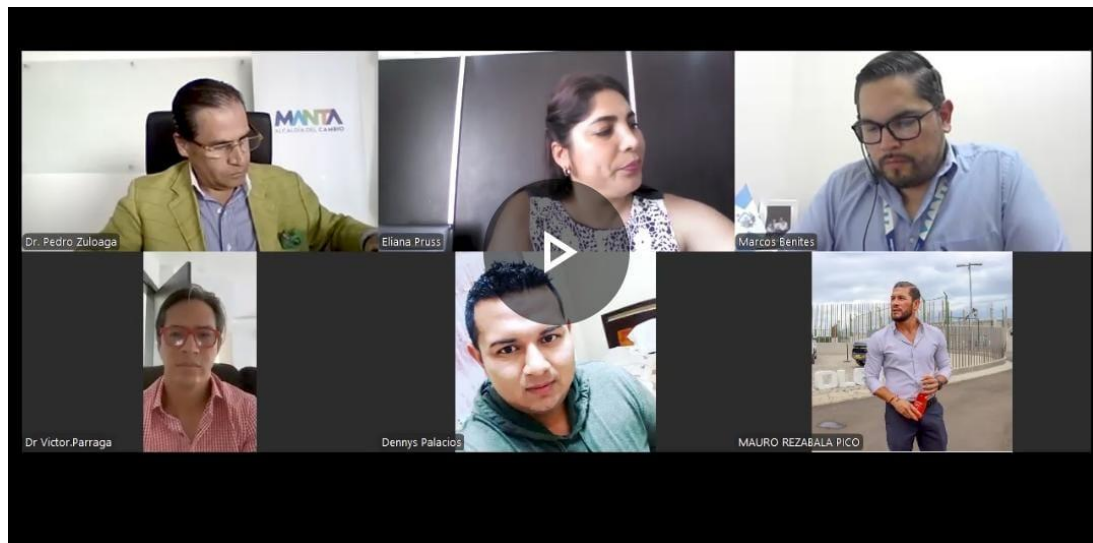 MANTA
ALCALDÍA DEL CAMBIO
Dr. Pedro Zuloaga
Eliana Pruss
Marcos Benites
Dr Victor.Parraga
Dennys Palacios
MAURO REZABALA PICO